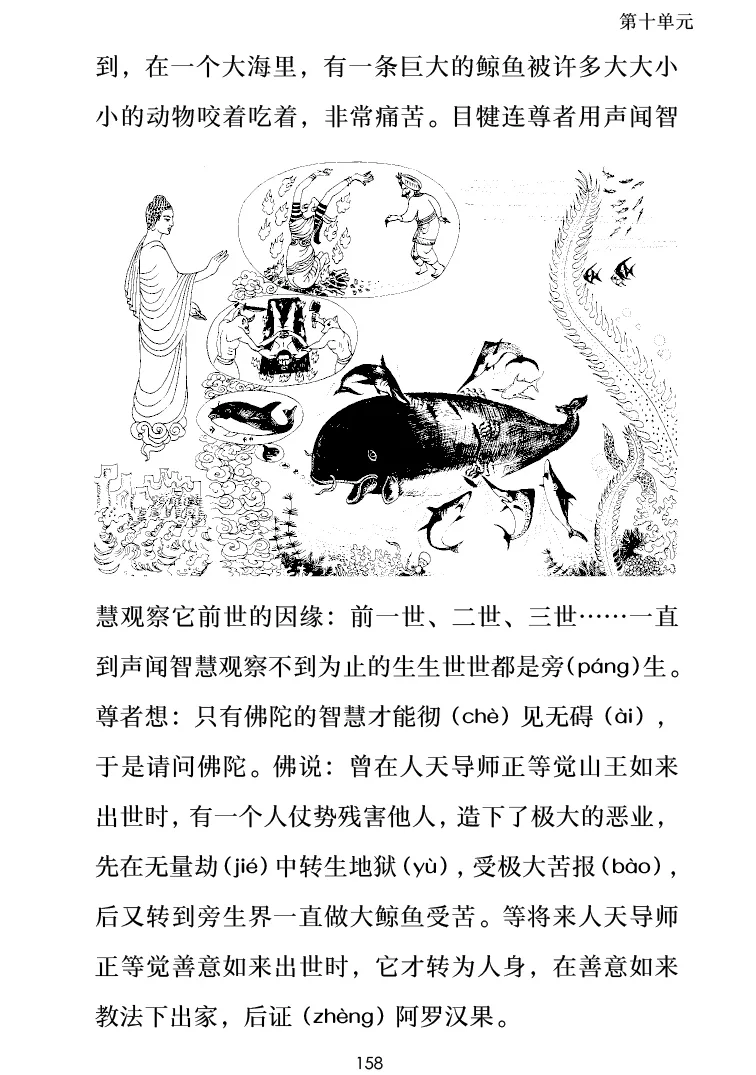 第十单元
到，在一个大海里，有一条巨大的鲸鱼被许多大大小
小的动物咬着吃着，非常痛苦。目犍连尊者用声闻智
慧观察它前世的因缘：前一世、二世、三世……一直
到声闻智慧观察不到为止的生生世世都是旁(páng)生。
尊者想：只有佛陀的智慧才能彻（chè）见无碍（ài），
于是请问佛陀。佛说：曾在人天导师正等觉山王如来
出世时，有一个人仗势残害他人，造下了极大的恶业，
先在无量劫(jié)中转生地狱(yù)，受极大苦报(bào)，
后又转到旁生界一直做大鲸鱼受苦。等将来人天导师
正等觉善意如来出世时，它才转为人身，在善意如来
教法下出家，后证（zhèng）阿罗汉果。
158